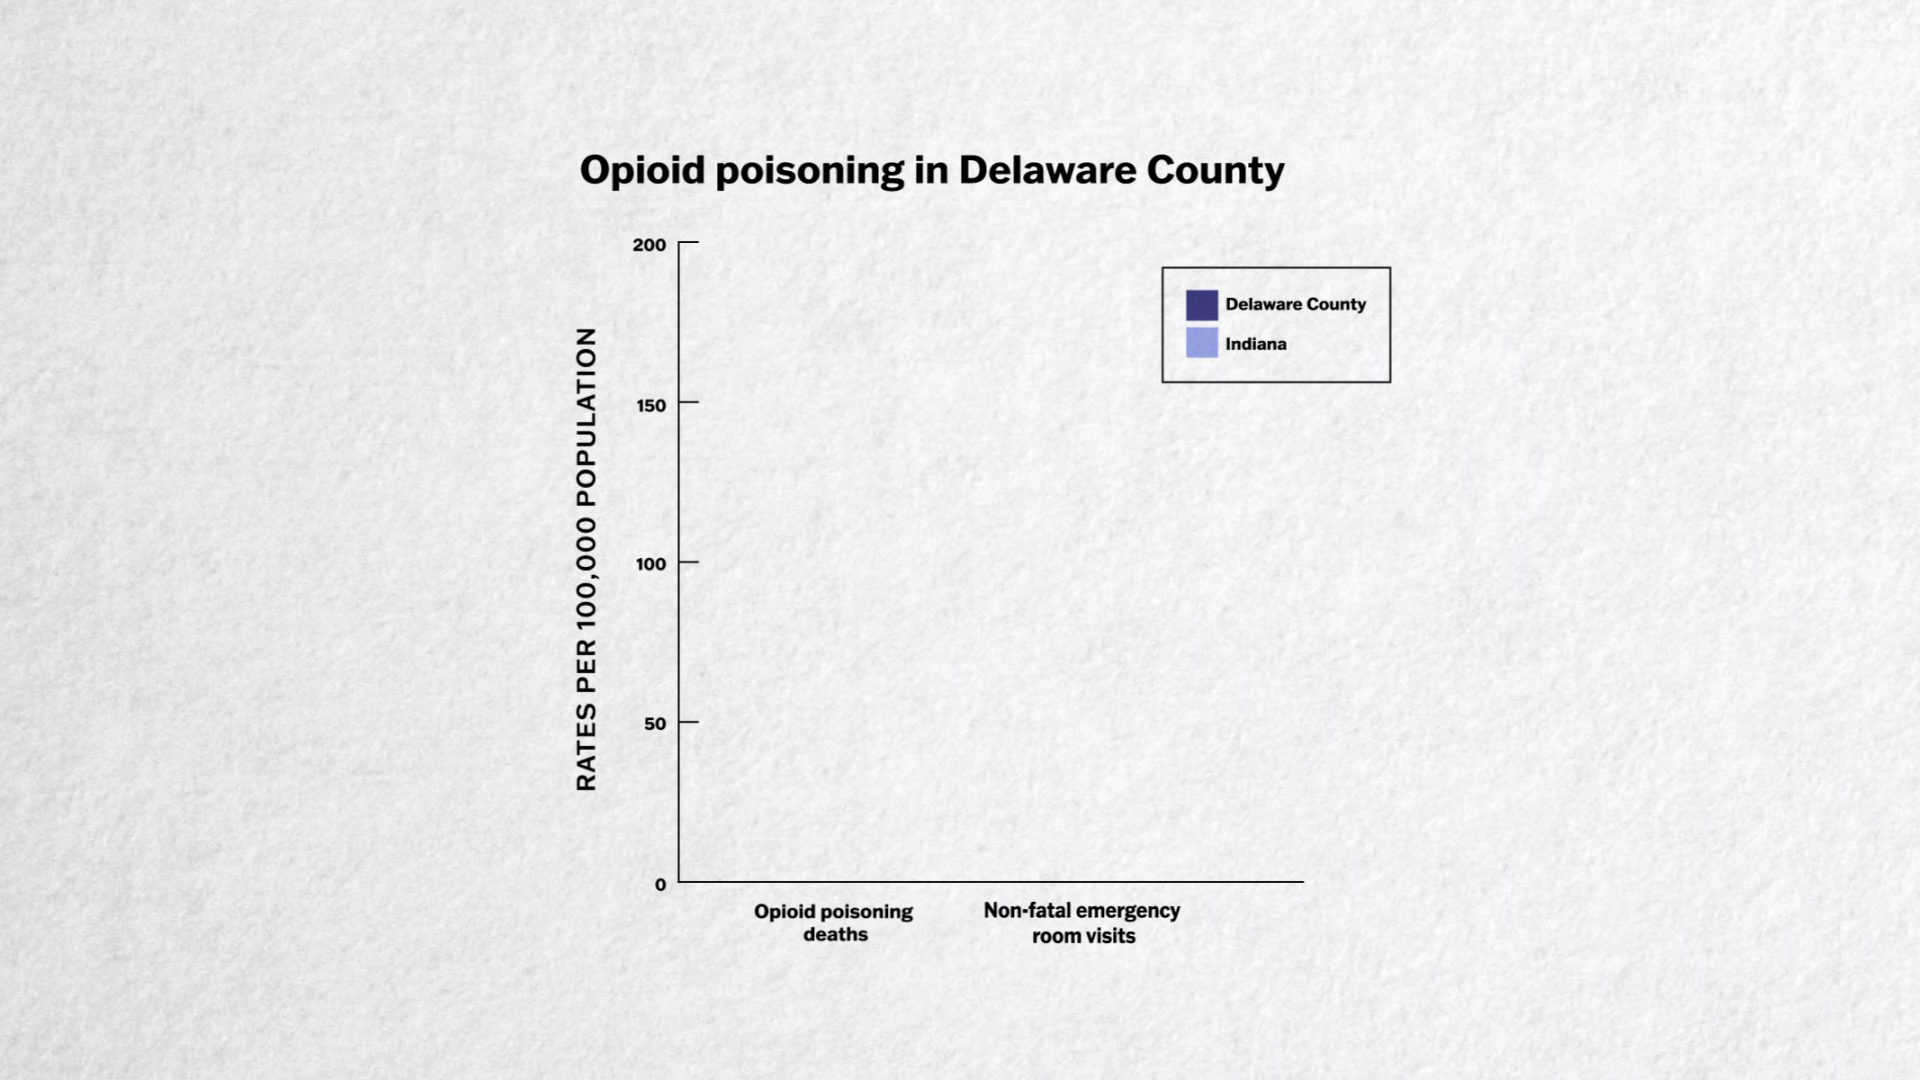 Opioid poisoning in Delaware County
200
150
100
50
0
RATES PER 100,000 POPULATION
Delaware County
Indiana
Opioid poisoning
deaths
Non-fatal emergency
room visits